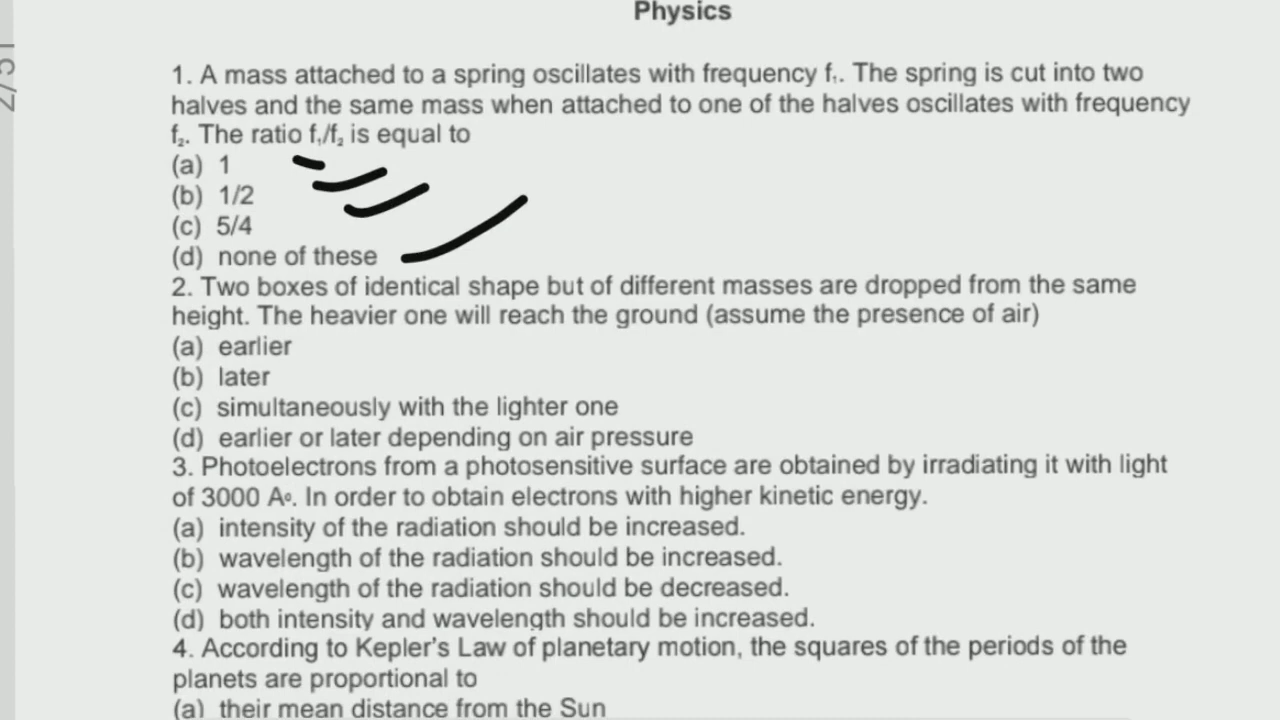 Physics
2/51
1. A mass attached to a spring oscillates with frequency f₁. The spring is cut into two
halves and the same mass when attached to one of the halves oscillates with frequency
f₂. The ratio f₁/f₂ is equal to
(a) 1
(b) 1/2
(c) 5/4
(d) none of these
2. Two boxes of identical shape but of different masses are dropped from the same
height. The heavier one will reach the ground (assume the presence of air)
(a) earlier
(b) later
(c) simultaneously with the lighter one
(d) earlier or later depending on air pressure
3. Photoelectrons from a photosensitive surface are obtained by irradiating it with light
of 3000 Aº. In order to obtain electrons with higher kinetic energy.
(a) intensity of the radiation should be increased.
(b) wavelength of the radiation should be increased.
(c) wavelength of the radiation should be decreased.
(d) both intensity and wavelength should be increased.
4. According to Kepler's Law of planetary motion, the squares of the periods of the
planets are proportional to
(a) their mean distance from the Sun